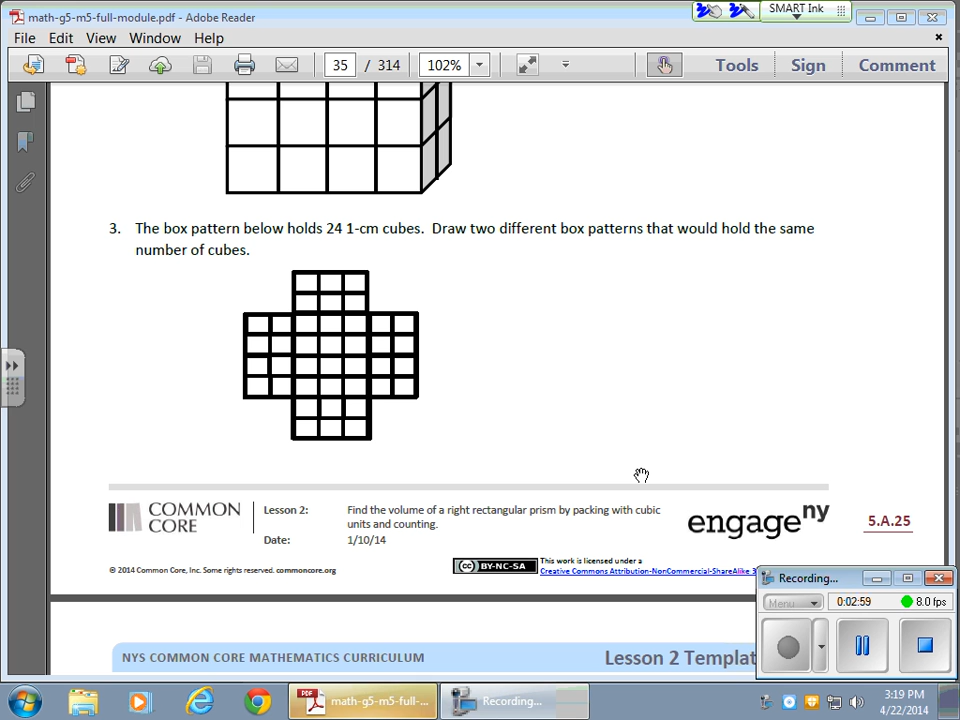 math-g5-m5-full-module.pdf - Adobe Reader
SMART Ink
File Edit View Window Help
35 / 314 102% Tools Sign Comment
3. The box pattern below holds 24 1-cm cubes. Draw two different box patterns that would hold the same
number of cubes.
COMMON
CORE
Lesson 2: Find the volume of a right rectangular prism by packing with cubic
units and counting.
Date: 1/10/14
engageny
5.A.25
© 2014 Common Core, Inc. Some rights reserved. commoncore.org
cc BY-NC-SA
This work is licensed under a
Creative Commons Attribution-NonCommercial-ShareAlike 3
Recording...
Menu 0:02:59 8.0 fps
NYS COMMON CORE MATHEMATICS CURRICULUM
Lesson 2 Templat
PDF math-g5-m5-full-... Recording...
3:19 PM
4/22/2014